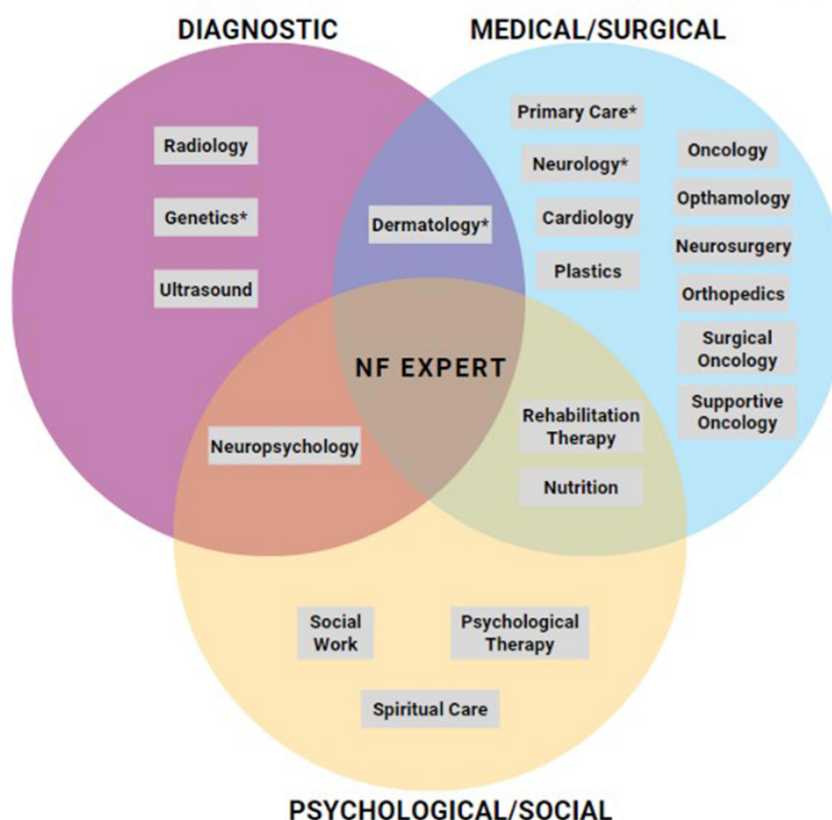 DIAGNOSTIC
MEDICAL/SURGICAL
Radiology
Genetics*
Ultrasound
Dermatology*
Primary Care*
Neurology*
Cardiology
Plastics
Oncology
Opthamology
Neurosurgery
Orthopedics
Surgical
Oncology
Supportive
Oncology
NF EXPERT
Neuropsychology
Rehabilitation
Therapy
Nutrition
Social
Work
Psychological
Therapy
Spiritual Care
PSYCHOLOGICAL/SOCIAL